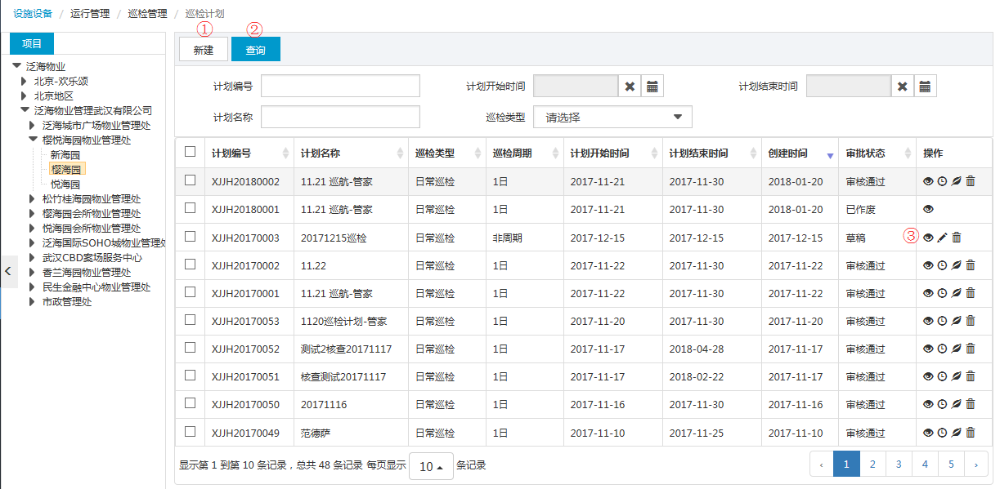 设施设备 / 运行管理 / 巡检管理 / 巡检计划
① ②
项目
泛海物业
北京-欢乐颂
北京地区
泛海物业管理武汉有限公司
泛海城市广场物业管理处
樱悦海园物业管理处
新海园
樱海园
悦海园
松竹桂海园物业管理处
樱海园会所物业管理处
悦海园会所物业管理处
泛海国际SOHO城物业管理处
武汉CBD案场服务中心
香兰海园物业管理处
民生金融中心物业管理处
市政管理处
新建 查询
计划编号 计划开始时间 计划结束时间
计划名称 巡检类型 请选择
计划编号 计划名称 巡检类型 巡检周期 计划开始时间 计划结束时间 创建时间 审批状态 操作
XJJH20180002 11.21 巡航-管家 日常巡检 1日 2017-11-21 2017-11-30 2018-01-20 审核通过
XJJH20180001 11.21 巡航-管家 日常巡检 1日 2017-11-21 2017-11-30 2018-01-20 已作废
XJJH20170003 20171215巡检 日常巡检 非周期 2017-12-15 2017-12-15 2017-12-15 草稿 ③
XJJH20170002 11.22 日常巡检 1日 2017-11-22 2017-11-30 2017-11-22 审核通过
XJJH20170001 11.21 巡航-管家 日常巡检 1日 2017-11-22 2017-11-30 2017-11-22 审核通过
XJJH20170053 1120巡检计划-管家 日常巡检 1日 2017-11-20 2017-11-30 2017-11-20 审核通过
XJJH20170052 测试2核查20171117 日常巡检 1日 2017-11-17 2018-04-28 2017-11-17 审核通过
XJJH20170051 核查测试20171117 日常巡检 1日 2017-11-17 2018-02-22 2017-11-17 审核通过
XJJH20170050 20171116 日常巡检 1日 2017-11-16 2017-11-30 2017-11-16 审核通过
XJJH20170049 范德萨 日常巡检 1日 2017-11-10 2017-11-25 2017-11-10 审核通过
显示第 1 到第 10 条记录，总共 48 条记录 每页显示 10 条记录
‹ 1 2 3 4 5 ›